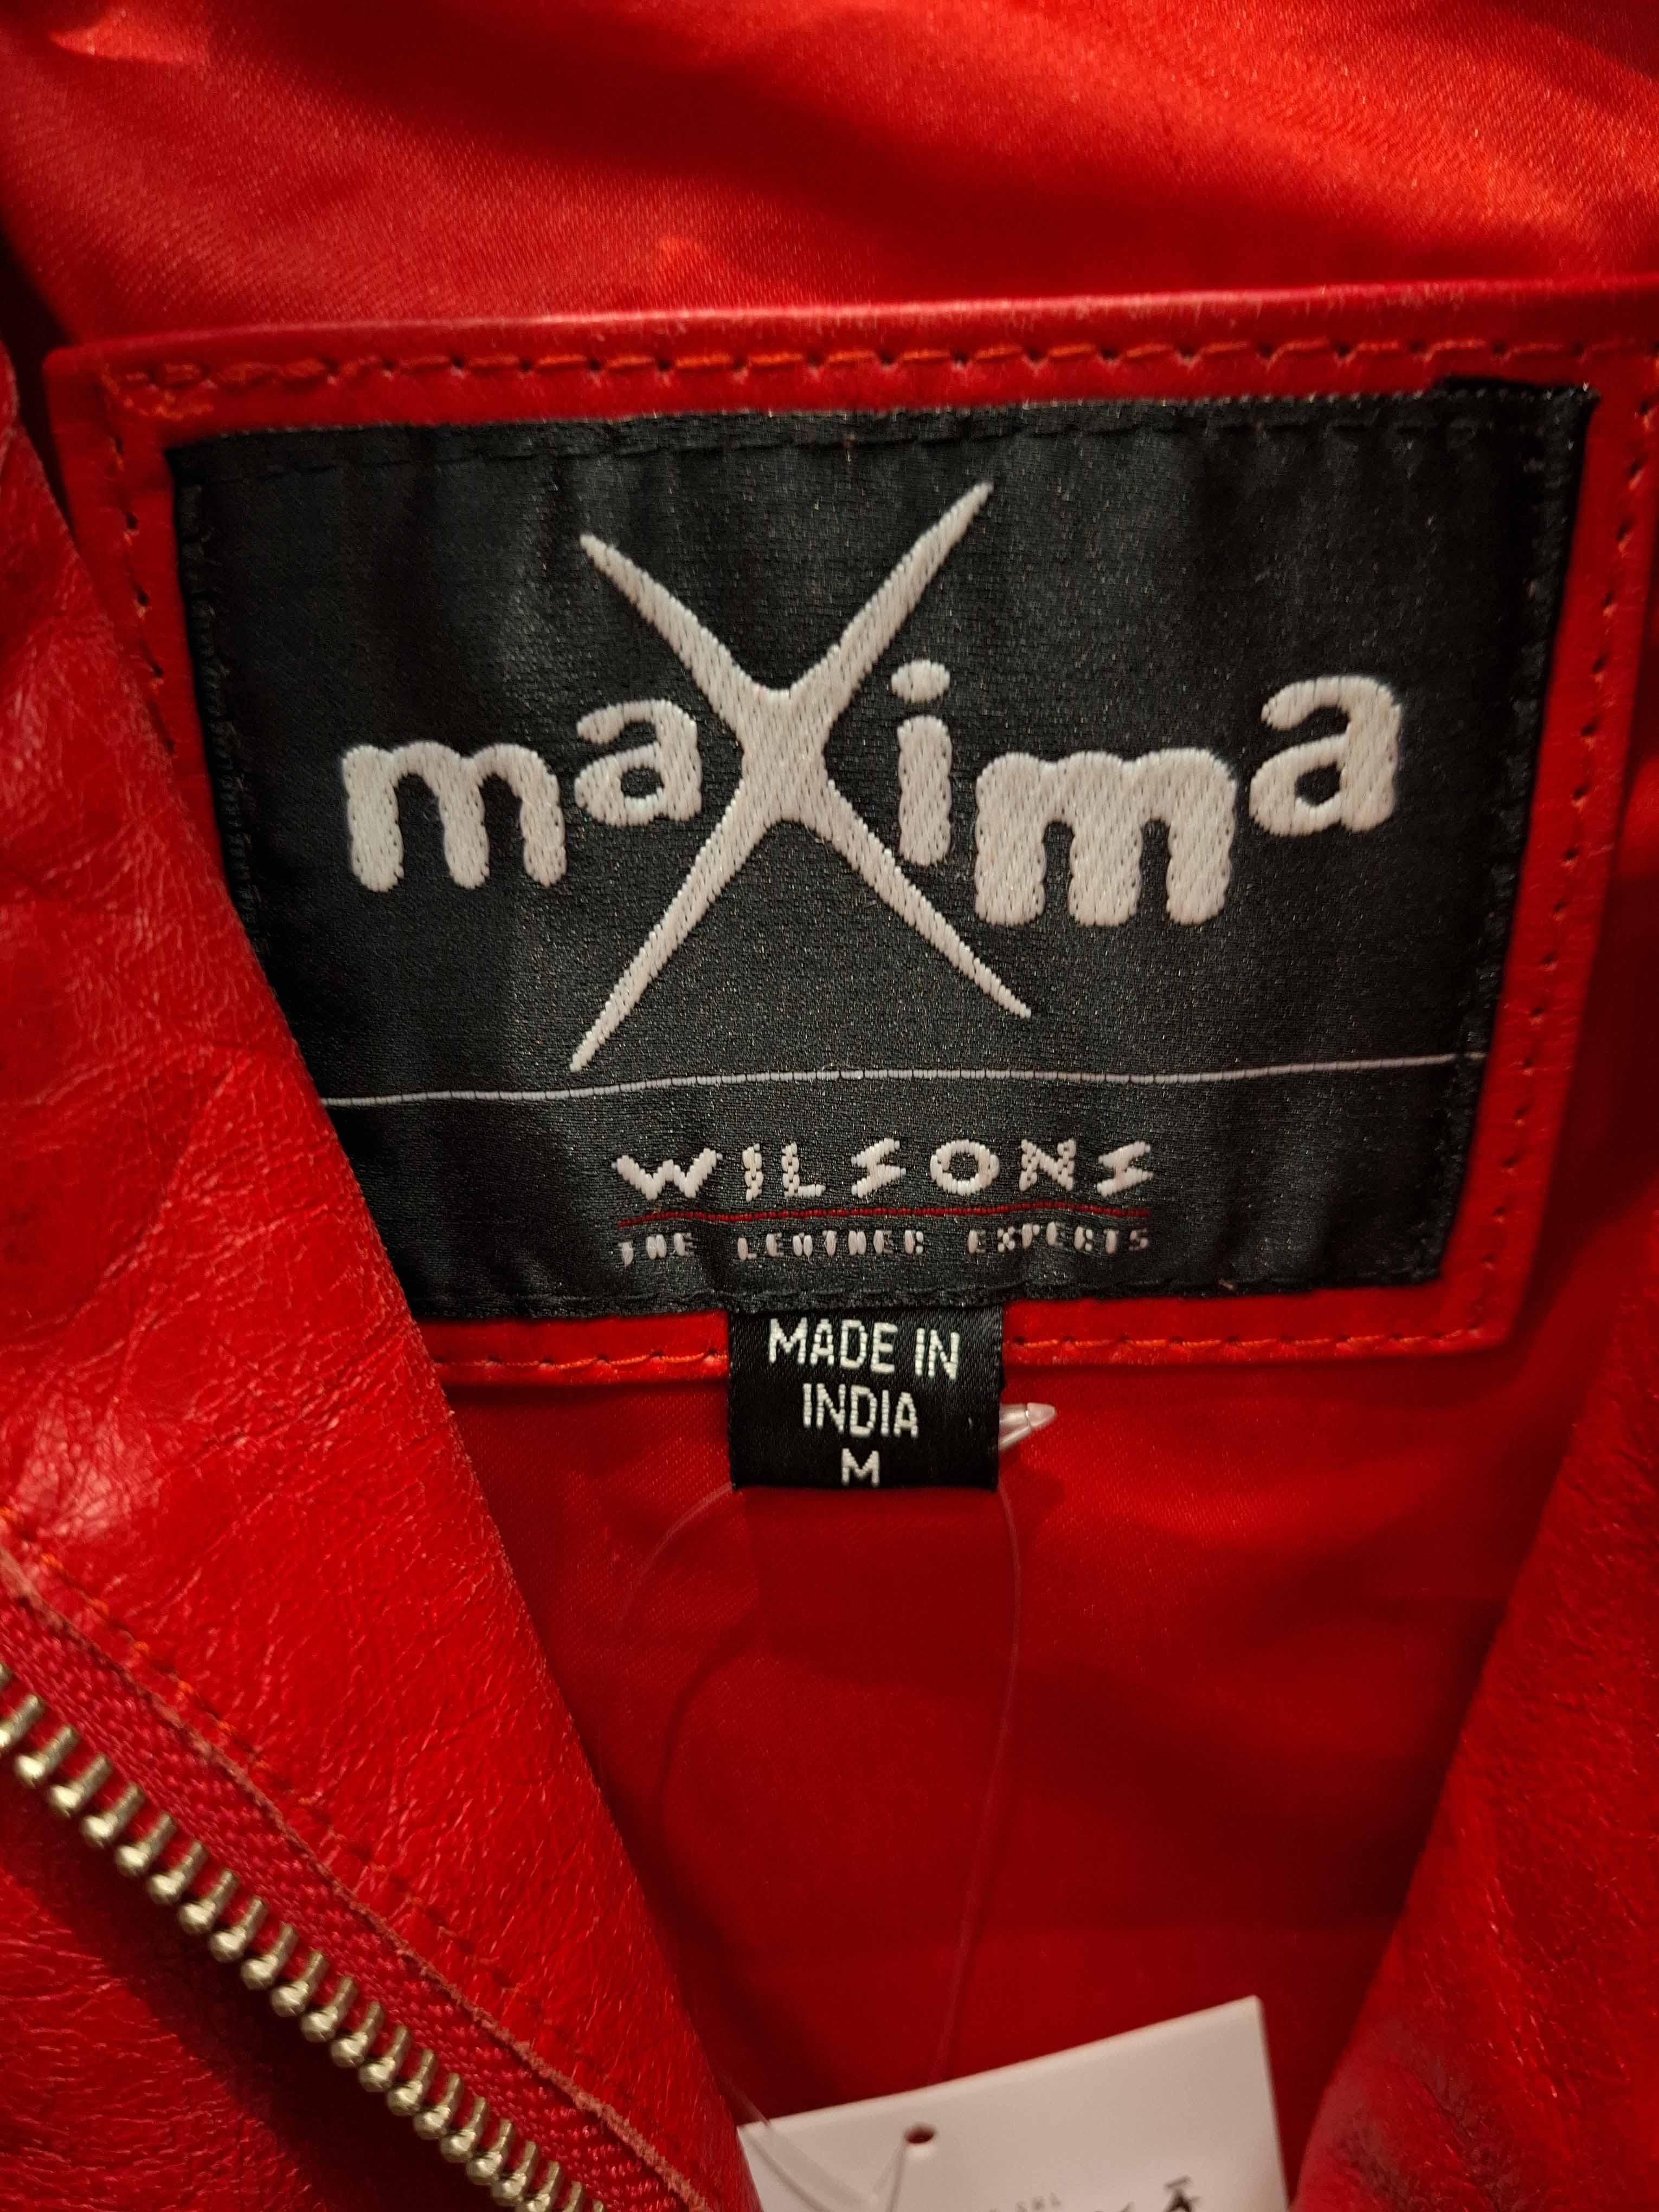 maXima
WILSONS
THE LEATHER EXPERTS
MADE IN
INDIA
M